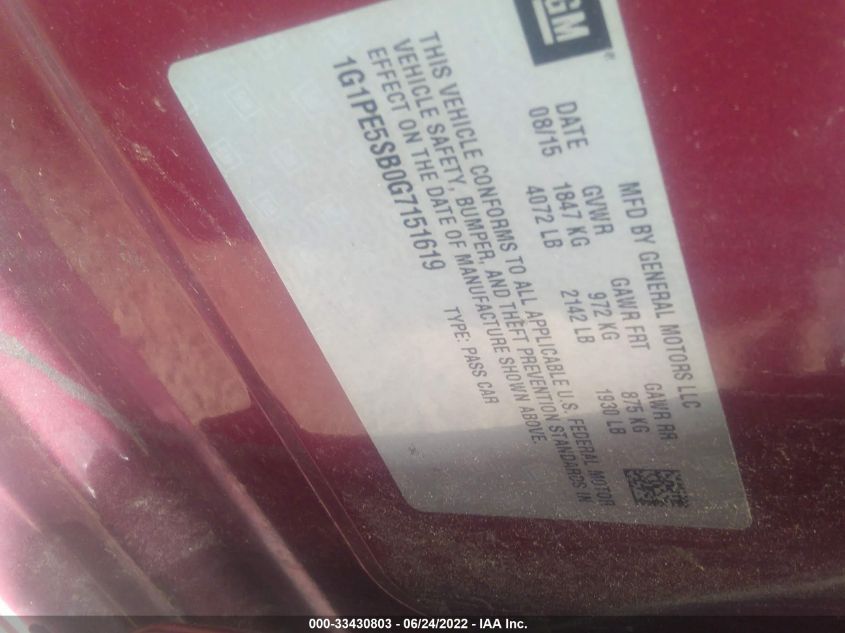 GM®
MFD BY GENERAL MOTORS LLC
DATE GVWR GAWR FRT GAWR RR
08/15 1847 KG 972 KG 875 KG
4072 LB 2142 LB 1930 LB
THIS VEHICLE CONFORMS TO ALL APPLICABLE U.S. FEDERAL MOTOR
VEHICLE SAFETY, BUMPER, AND THEFT PREVENTION STANDARDS IN
EFFECT ON THE DATE OF MANUFACTURE SHOWN ABOVE.
1G1PE5SB0G7151619 TYPE: PASS CAR
000-33430803 / 06/24/2022 - IAA Inc.